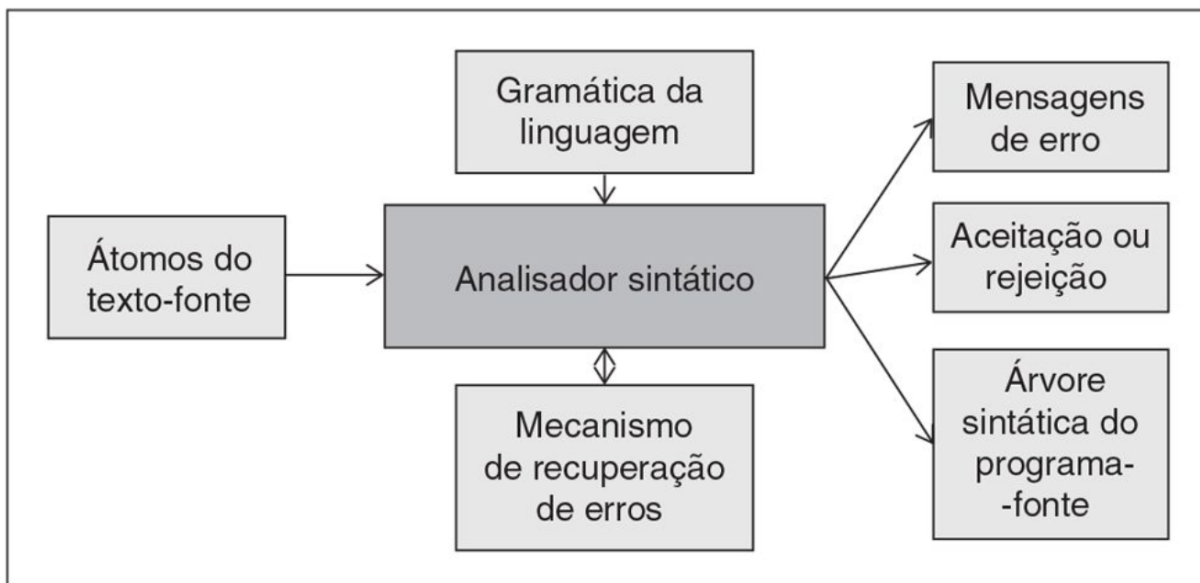 Gramática da
linguagem
Mensagens
de erro
Átomos do
texto-fonte
Analisador sintático
Aceitação ou
rejeição
Mecanismo
de recuperação
de erros
Árvore
sintática do
programa-
-fonte